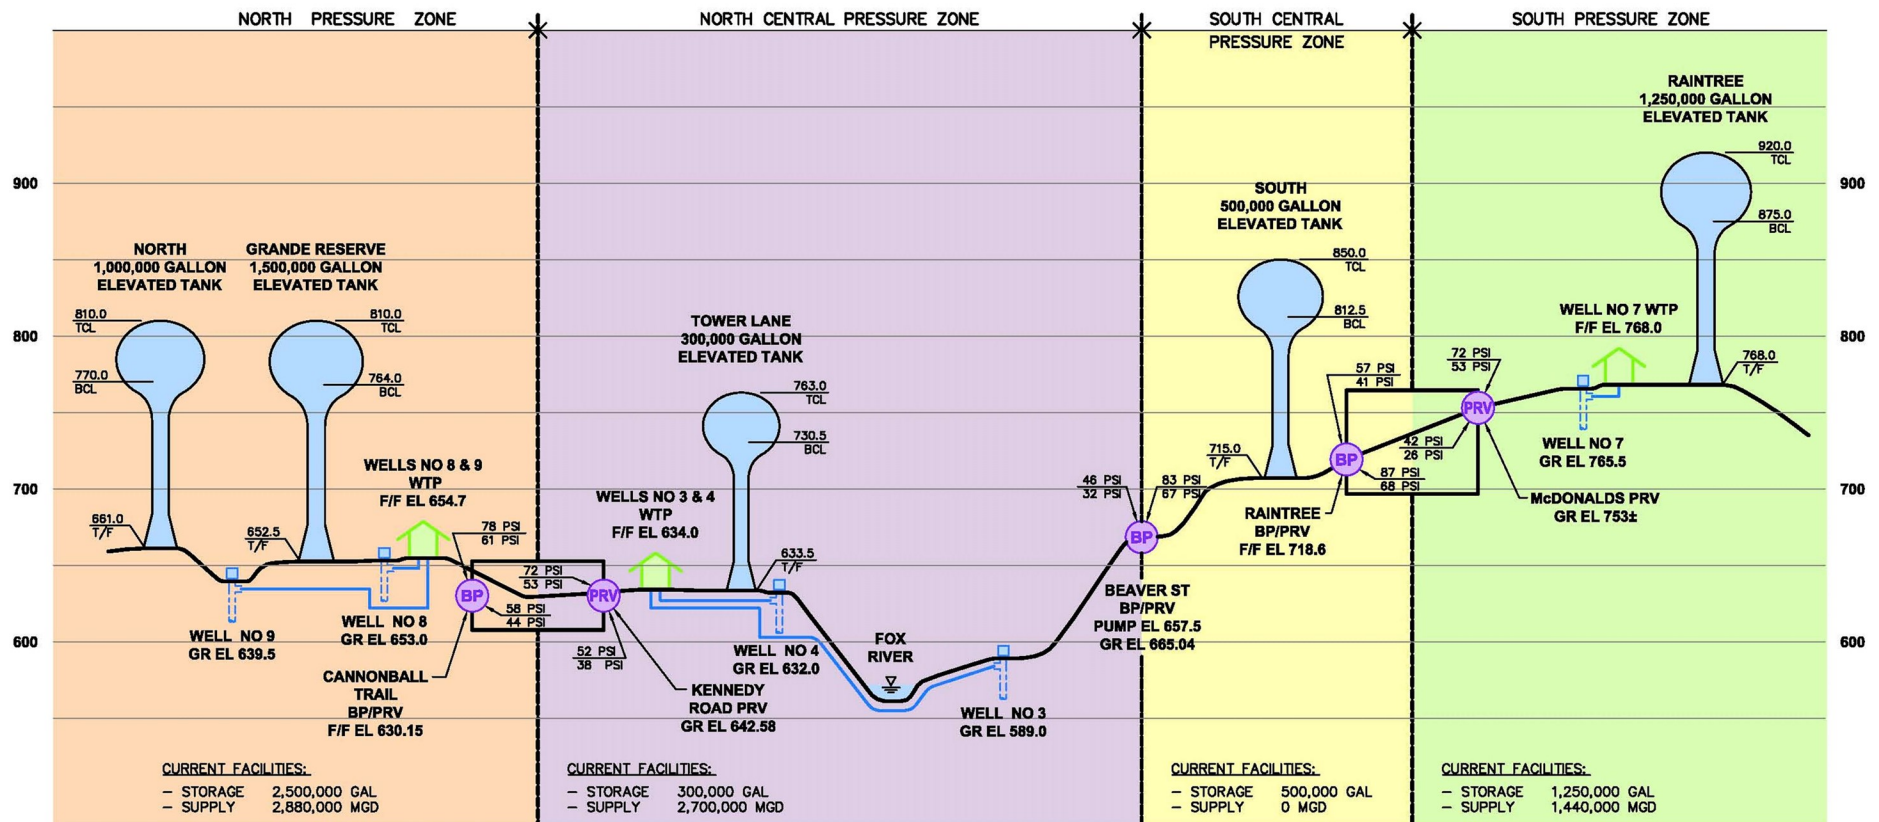 NORTH PRESSURE ZONE
NORTH CENTRAL PRESSURE ZONE
SOUTH CENTRAL
PRESSURE ZONE
SOUTH PRESSURE ZONE
900
800
700
600
900
800
700
600
NORTH
1,000,000 GALLON
ELEVATED TANK
810.0
TCL
770.0
BCL
661.0
T/F
GRANDE RESERVE
1,500,000 GALLON
ELEVATED TANK
810.0
TCL
764.0
BCL
652.5
T/F
WELLS NO 8 & 9
WTP
F/F EL 654.7
WELL NO 9
GR EL 639.5
WELL NO 8
GR EL 653.0
78 PSI
61 PSI
BP
58 PSI
44 PSI
CANNONBALL
TRAIL
BP/PRV
F/F EL 630.15
72 PSI
53 PSI
PRV
52 PSI
38 PSI
KENNEDY
ROAD PRV
GR EL 642.58
WELLS NO 3 & 4
WTP
F/F EL 634.0
TOWER LANE
300,000 GALLON
ELEVATED TANK
763.0
TCL
730.5
BCL
633.5
T/F
WELL NO 4
GR EL 632.0
FOX
RIVER
WELL NO 3
GR EL 589.0
46 PSI
32 PSI
83 PSI
67 PSI
BP
BEAVER ST
BP/PRV
PUMP EL 657.5
GR EL 665.04
SOUTH
500,000 GALLON
ELEVATED TANK
850.0
TCL
812.5
BCL
715.0
T/F
57 PSI
41 PSI
BP
87 PSI
68 PSI
RAINTREE
BP/PRV
F/F EL 718.6
72 PSI
53 PSI
PRV
42 PSI
26 PSI
McDONALDS PRV
GR EL 753±
WELL NO 7 WTP
F/F EL 768.0
WELL NO 7
GR EL 765.5
RAINTREE
1,250,000 GALLON
ELEVATED TANK
920.0
TCL
875.0
BCL
768.0
T/F
CURRENT FACILITIES:
– STORAGE 2,500,000 GAL
– SUPPLY 2,880,000 MGD
CURRENT FACILITIES:
– STORAGE 300,000 GAL
– SUPPLY 2,700,000 MGD
CURRENT FACILITIES:
– STORAGE 500,000 GAL
– SUPPLY 0 MGD
CURRENT FACILITIES:
– STORAGE 1,250,000 GAL
– SUPPLY 1,440,000 MGD